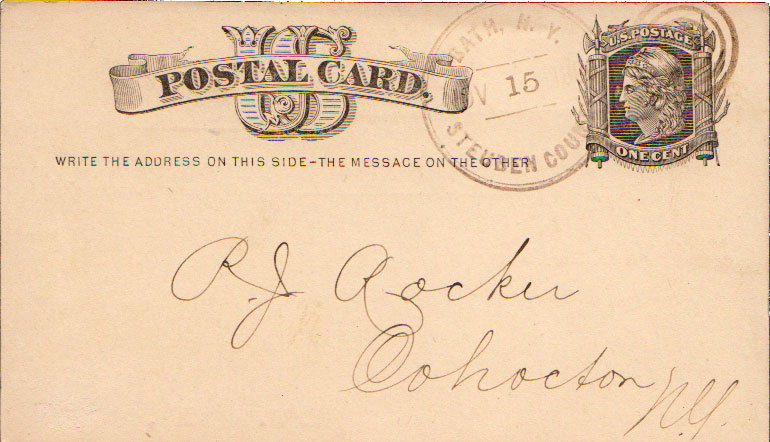 US
POSTAL CARD.
WRITE THE ADDRESS ON THIS SIDE–THE MESSAGE ON THE OTHER
BATH, N. Y.
V 15
STEUBEN COU
U.S. POSTAGE
ONE CENT
R. J. Rocker
Cohocton
N.Y.